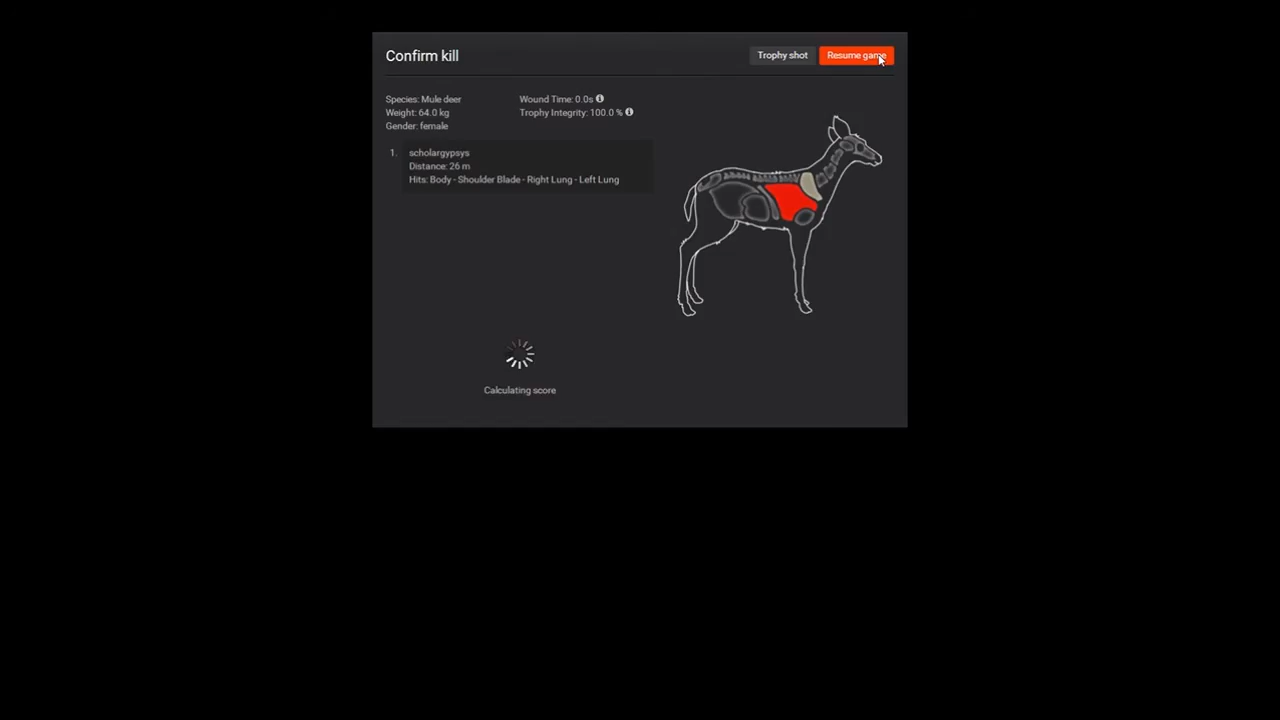 Confirm kill
Trophy shot
Resume game
Species: Mule deer
Weight: 64.0 kg
Gender: female
Wound Time: 0.0s
Trophy Integrity: 100.0 %
1. scholargypsys
Distance: 26 m
Hits: Body - Shoulder Blade - Right Lung - Left Lung
Calculating score